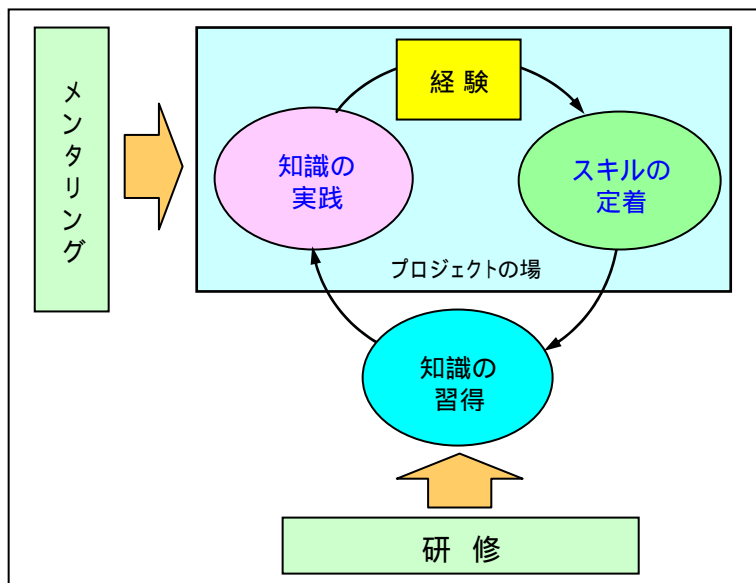 メンタリング
経 験
知識の
実践
スキルの
定着
プロジェクトの場
知識の
習得
研 修